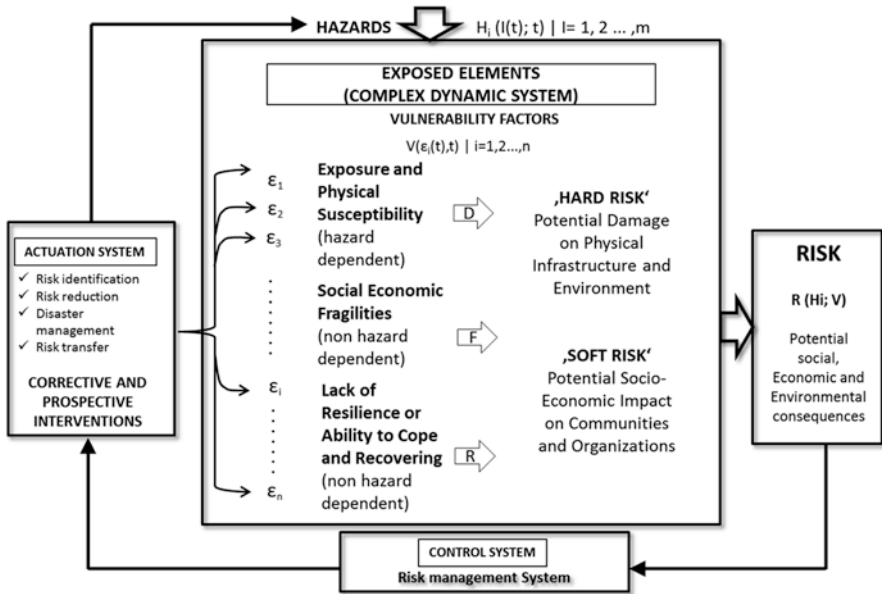 HAZARDS
H i (I(t); t) | I= 1, 2 ... ,m
EXPOSED ELEMENTS
(COMPLEX DYNAMIC SYSTEM)
VULNERABILITY FACTORS
V(εi(t),t) | i=1,2...,n
ε1
ε2
ε3
εi
εn
Exposure and
Physical
Susceptibility
(hazard
dependent)
D
Social Economic
Fragilities
(non hazard
dependent)
F
Lack of
Resilience or
Ability to Cope
and Recovering
(non hazard
dependent)
R
‚HARD RISK‘
Potential Damage
on Physical
Infrastructure and
Environment
‚SOFT RISK‘
Potential Socio-
Economic Impact
on Communities
and Organizations
ACTUATION SYSTEM
✓ Risk identification
✓ Risk reduction
✓ Disaster
management
✓ Risk transfer
CORRECTIVE AND
PROSPECTIVE
INTERVENTIONS
RISK
R (Hi; V)
Potential
social,
Economic and
Environmental
consequences
CONTROL SYSTEM
Risk management System